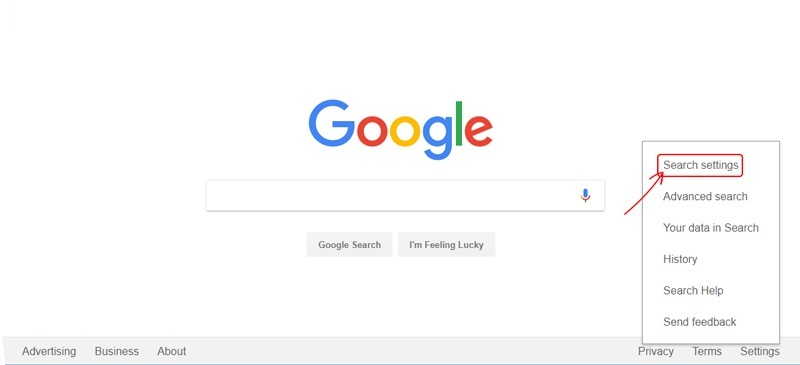 Google
Search settings
Advanced search
Your data in Search
Google Search I'm Feeling Lucky
History
Search Help
Send feedback
Advertising Business About Privacy Terms Settings